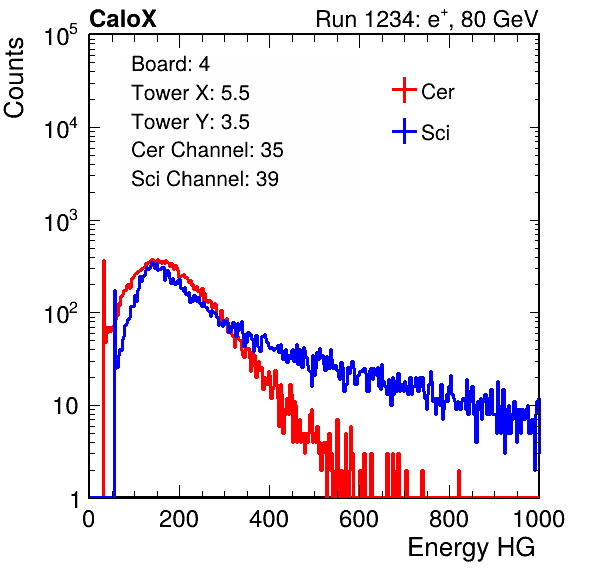 CaloX Run 1234: e⁺, 80 GeV
Counts
10⁵
10⁴
10³
10²
10
1
Board: 4
Tower X: 5.5
Tower Y: 3.5
Cer Channel: 35
Sci Channel: 39
Cer
Sci
0 200 400 600 800 1000
Energy HG